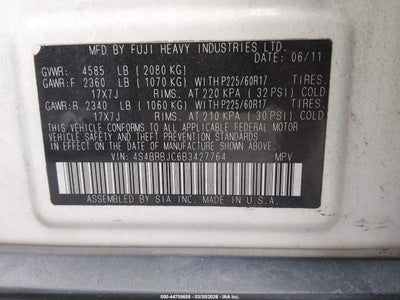 MFD. BY FUJI HEAVY INDUSTRIES LTD.
DATE 06/11
GVWR: 4585 LB (2080 KG)
GAWR:F 2360 LB (1070 KG) WITH P225/60R17 TIRES.
17X7J RIMS. AT 220 KPA (32 PSI) COLD
GAWR:R 2340 LB (1060 KG) WITH P225/60R17 TIRES.
17X7J RIMS. AT 210 KPA (30 PSI) COLD
THIS VEHICLE CONFORMS TO ALL APPLICABLE FEDERAL MOTOR
VEHICLE SAFETY AND THEFT PREVENTION STANDARDS IN
EFFECT ON THE DATE OF MANUFACTURE SHOWN ABOVE.
VIN: 4S4BRBJC6B3427764 MPV
ASSEMBLED BY SIA INC. MADE IN U.S.A.
000-44705688 - 03/30/2026 - IAA Inc.